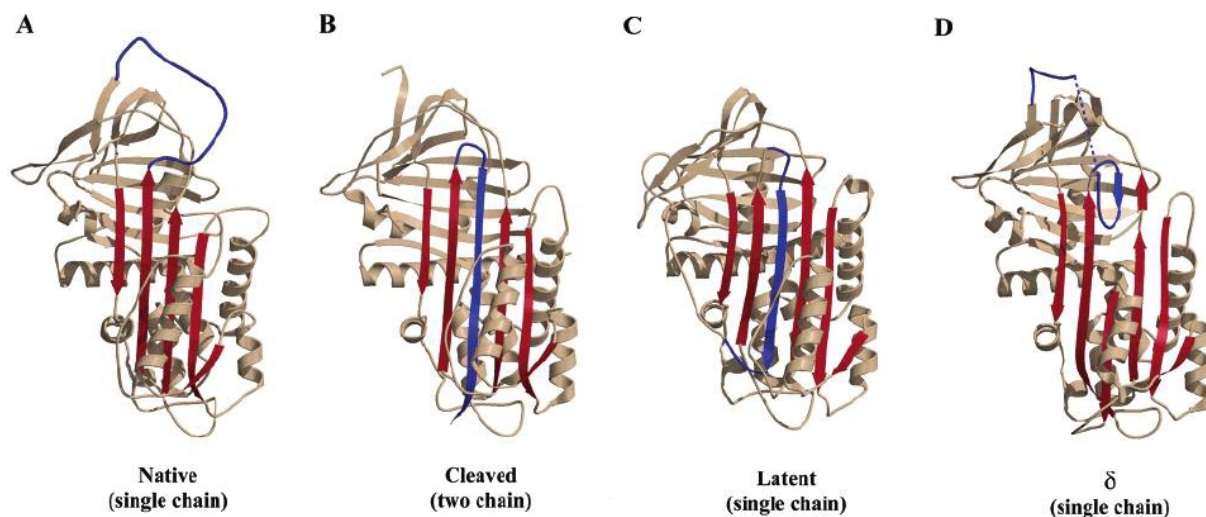 A
B
C
D
Native
(single chain)
Cleaved
(two chain)
Latent
(single chain)
δ
(single chain)